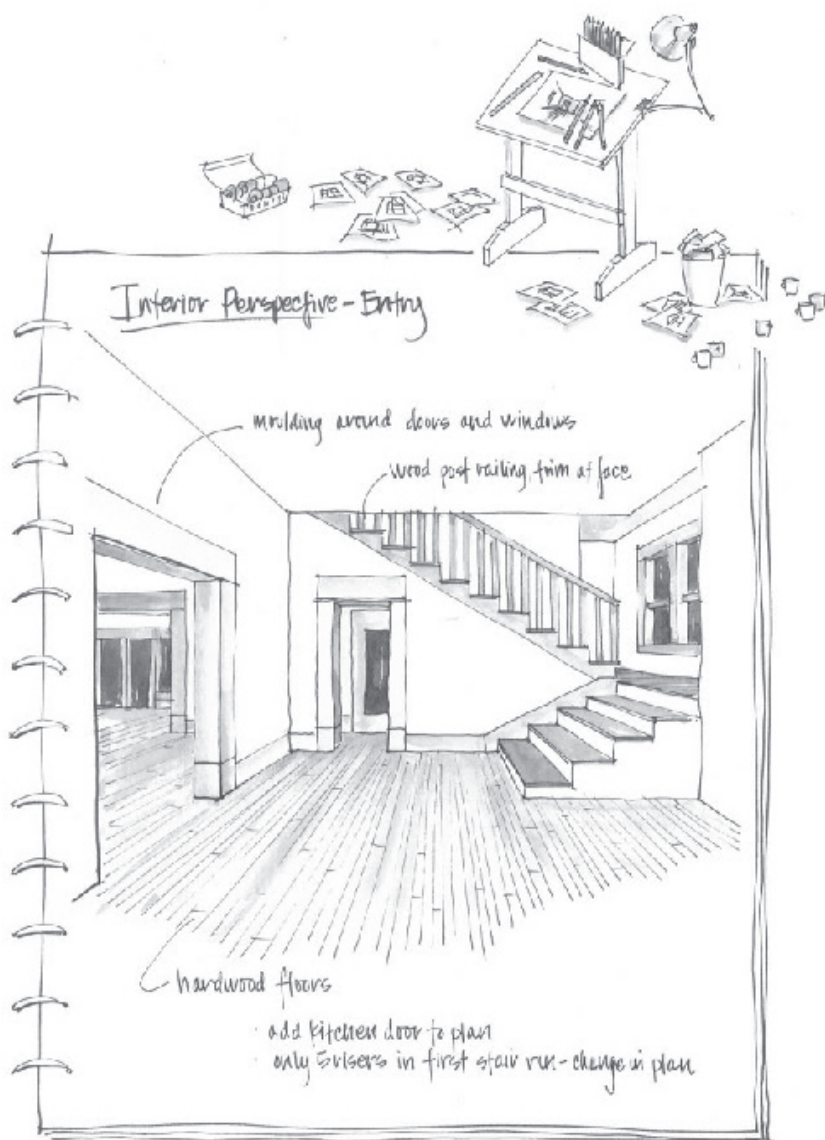 Interior Perspective - Entry
moulding around doors and windows
wood post railing, trim at face
hardwood floors
· add kitchen door to plan
· only 5 risers in first stair run - change in plan